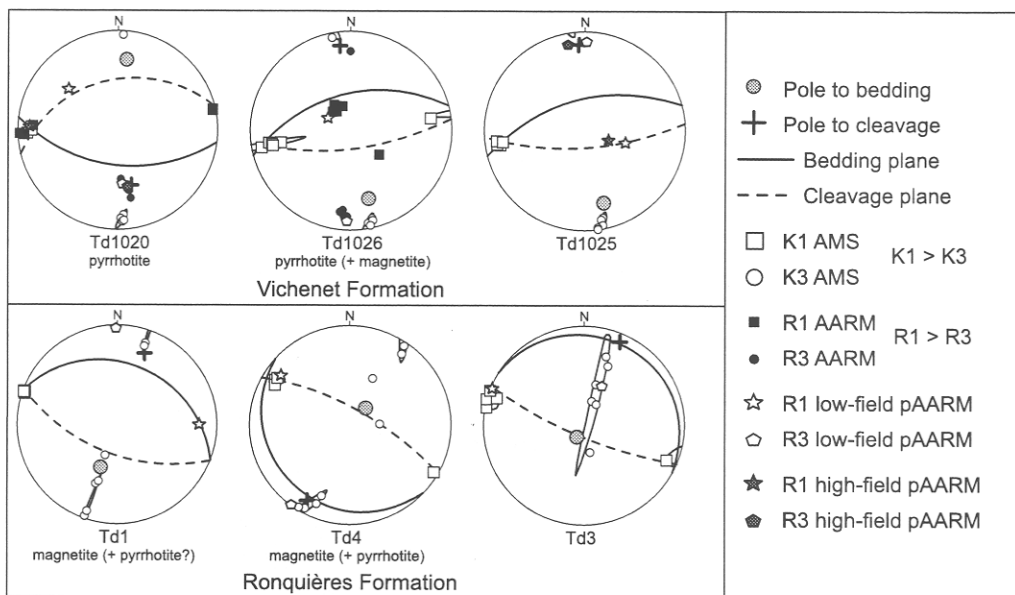 N
N
N
Td1020
pyrrhotite
Td1026
pyrrhotite (+ magnetite)
Td1025
Vichenet Formation
N
N
N
Td1
magnetite (+ pyrrhotite?)
Td4
magnetite (+ pyrrhotite)
Td3
Ronquières Formation
Pole to bedding
Pole to cleavage
Bedding plane
Cleavage plane
K1 AMS
K1 > K3
K3 AMS
R1 AARM
R1 > R3
R3 AARM
R1 low-field pAARM
R3 low-field pAARM
R1 high-field pAARM
R3 high-field pAARM